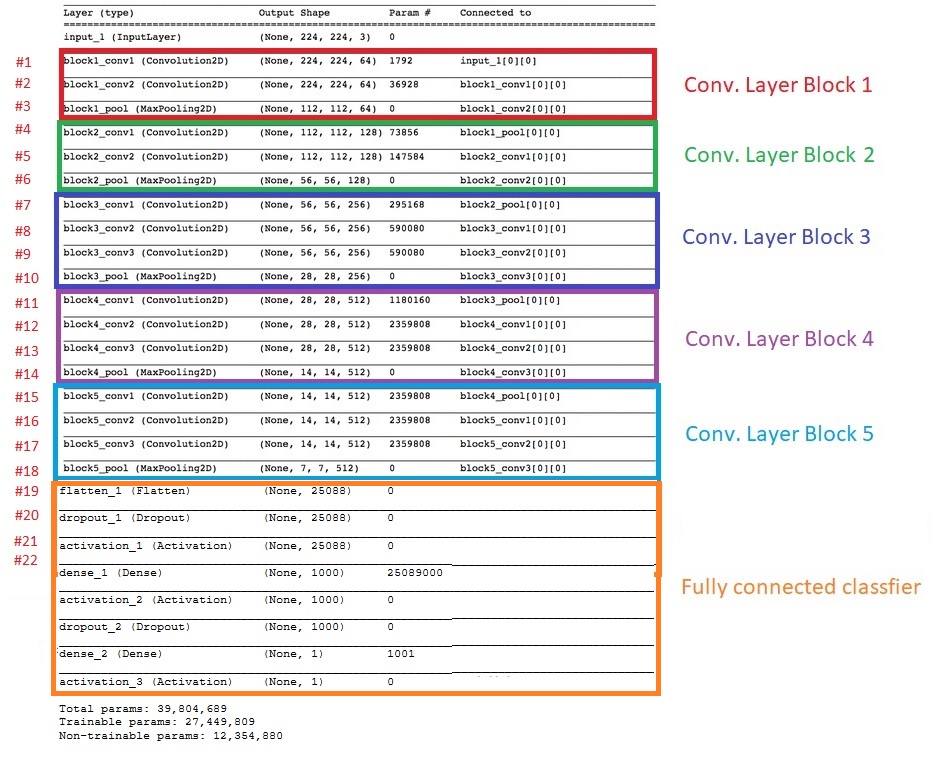 Layer (type) Output Shape Param # Connected to
input_1 (InputLayer) (None, 224, 224, 3) 0
#1 block1_conv1 (Convolution2D) (None, 224, 224, 64) 1792 input_1[0][0]
#2 block1_conv2 (Convolution2D) (None, 224, 224, 64) 36928 block1_conv1[0][0] Conv. Layer Block 1
#3 block1_pool (MaxPooling2D) (None, 112, 112, 64) 0 block1_conv2[0][0]
#4 block2_conv1 (Convolution2D) (None, 112, 112, 128) 73856 block1_pool[0][0]
#5 block2_conv2 (Convolution2D) (None, 112, 112, 128) 147584 block2_conv1[0][0] Conv. Layer Block 2
#6 block2_pool (MaxPooling2D) (None, 56, 56, 128) 0 block2_conv2[0][0]
#7 block3_conv1 (Convolution2D) (None, 56, 56, 256) 295168 block2_pool[0][0]
#8 block3_conv2 (Convolution2D) (None, 56, 56, 256) 590080 block3_conv1[0][0] Conv. Layer Block 3
#9 block3_conv3 (Convolution2D) (None, 56, 56, 256) 590080 block3_conv2[0][0]
#10 block3_pool (MaxPooling2D) (None, 28, 28, 256) 0 block3_conv3[0][0]
#11 block4_conv1 (Convolution2D) (None, 28, 28, 512) 1180160 block3_pool[0][0]
#12 block4_conv2 (Convolution2D) (None, 28, 28, 512) 2359808 block4_conv1[0][0] Conv. Layer Block 4
#13 block4_conv3 (Convolution2D) (None, 28, 28, 512) 2359808 block4_conv2[0][0]
#14 block4_pool (MaxPooling2D) (None, 14, 14, 512) 0 block4_conv3[0][0]
#15 block5_conv1 (Convolution2D) (None, 14, 14, 512) 2359808 block4_pool[0][0]
#16 block5_conv2 (Convolution2D) (None, 14, 14, 512) 2359808 block5_conv1[0][0] Conv. Layer Block 5
#17 block5_conv3 (Convolution2D) (None, 14, 14, 512) 2359808 block5_conv2[0][0]
#18 block5_pool (MaxPooling2D) (None, 7, 7, 512) 0 block5_conv3[0][0]
#19 flatten_1 (Flatten) (None, 25088) 0
#20 dropout_1 (Dropout) (None, 25088) 0
#21 activation_1 (Activation) (None, 25088) 0
#22
dense_1 (Dense) (None, 1000) 25089000 Fully connected classfier
activation_2 (Activation) (None, 1000) 0
dropout_2 (Dropout) (None, 1000) 0
dense_2 (Dense) (None, 1) 1001
activation_3 (Activation) (None, 1) 0
Total params: 39,804,689
Trainable params: 27,449,809
Non-trainable params: 12,354,880